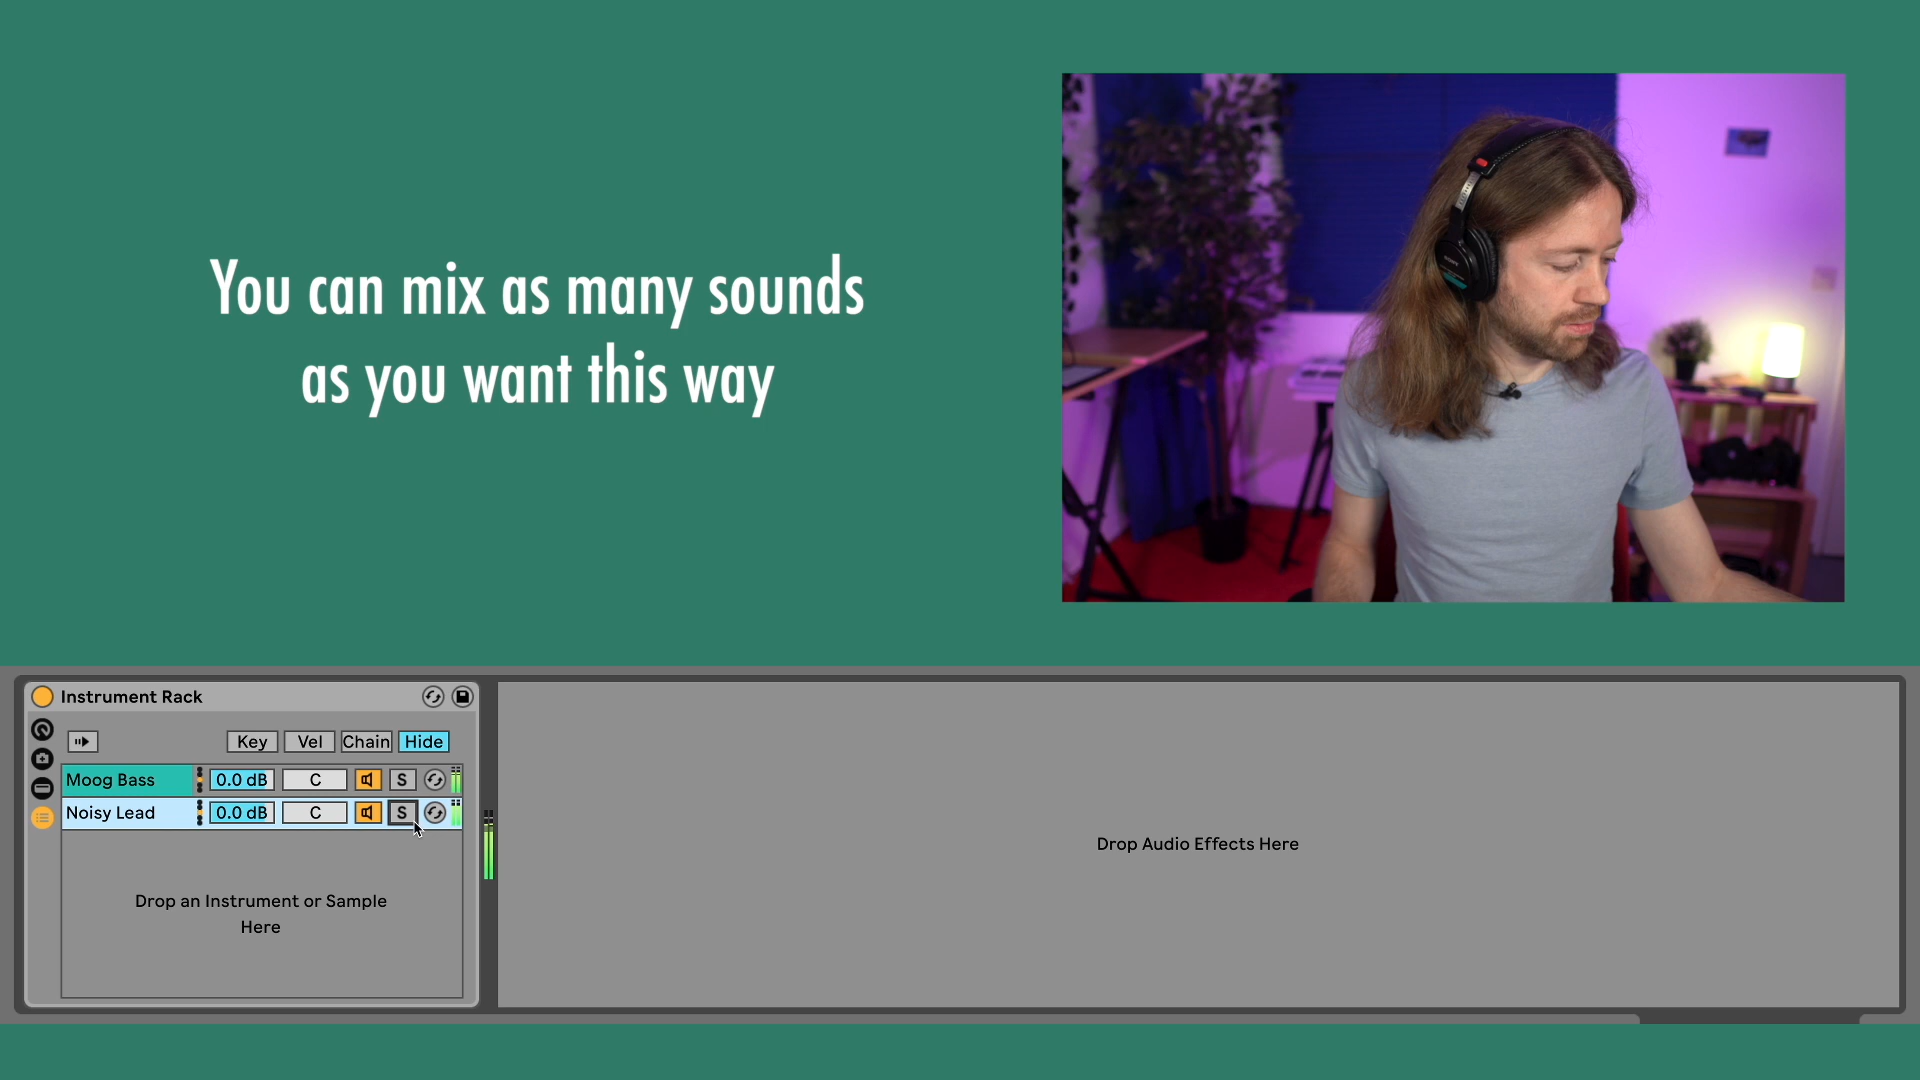 You can mix as many sounds
as you want this way
Instrument Rack
Key Vel Chain Hide
Moog Bass 0.0 dB C S
Noisy Lead 0.0 dB C S
Drop an Instrument or Sample
Here
Drop Audio Effects Here